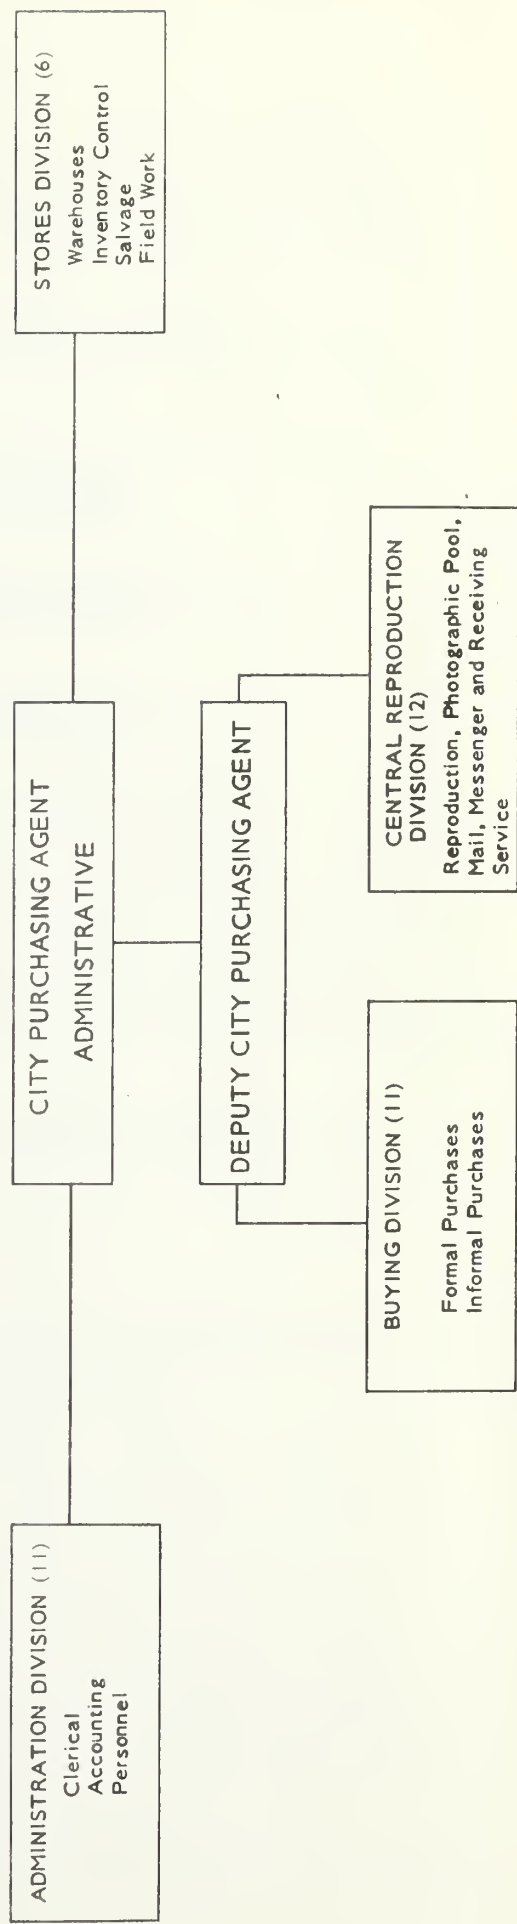 CITY PURCHASING AGENT
ADMINISTRATIVE
ADMINISTRATION DIVISION (11)
Clerical
Accounting
Personnel
STORES DIVISION (6)
Warehouses
Inventory Control
Salvage
Field Work
DEPUTY CITY PURCHASING AGENT
BUYING DIVISION (11)
Formal Purchases
Informal Purchases
CENTRAL REPRODUCTION
DIVISION (12)
Reproduction, Photographic Pool,
Mail, Messenger and Receiving
Service